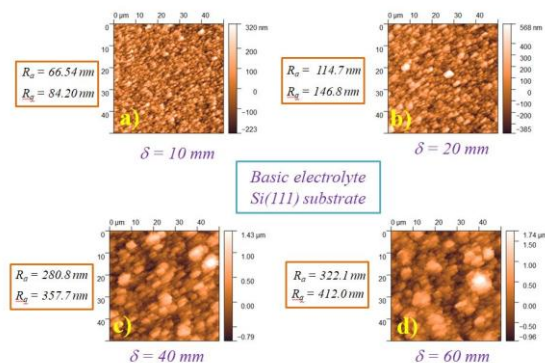 0 μm 10 20 30 40
320 nm
0
10
20
30
40
200
100
0
-100
-223
Ra = 66.54 nm
Rq = 84.20 nm
a)
δ = 10 mm
0 μm 10 20 30 40
568 nm
0
10
20
30
40
400
300
200
100
0
-100
-200
-365
Ra = 114.7 nm
Rq = 146.8 nm
b)
δ = 20 mm
Basic electrolyte
Si(111) substrate
0 μm 10 20 30 40
1.43 μm
0
10
20
30
40
1.00
0.50
0.00
-0.79
Ra = 280.8 nm
Rq = 357.7 nm
c)
δ = 40 mm
0 μm 10 20 30 40
1.74 μm
0
10
20
30
40
1.00
0.50
0.00
-0.50
-0.96
Ra = 322.1 nm
Rq = 412.0 nm
d)
δ = 60 mm